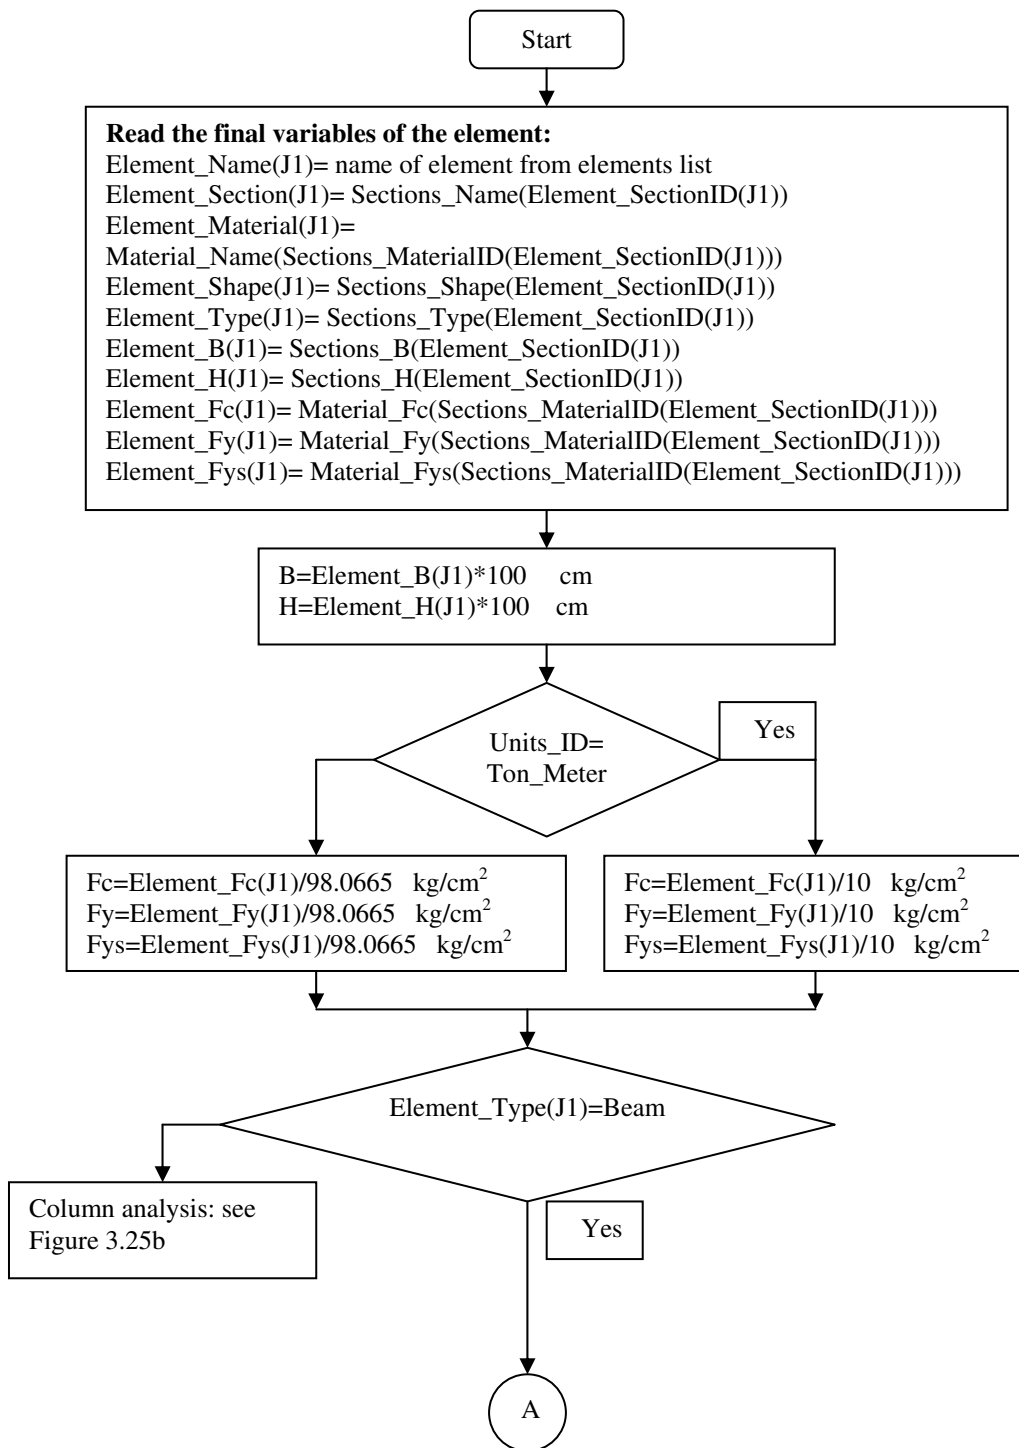 Start
Read the final variables of the element:
Element_Name(J1)= name of element from elements list
Element_Section(J1)= Sections_Name(Element_SectionID(J1))
Element_Material(J1)=
Material_Name(Sections_MaterialID(Element_SectionID(J1)))
Element_Shape(J1)= Sections_Shape(Element_SectionID(J1))
Element_Type(J1)= Sections_Type(Element_SectionID(J1))
Element_B(J1)= Sections_B(Element_SectionID(J1))
Element_H(J1)= Sections_H(Element_SectionID(J1))
Element_Fc(J1)= Material_Fc(Sections_MaterialID(Element_SectionID(J1)))
Element_Fy(J1)= Material_Fy(Sections_MaterialID(Element_SectionID(J1)))
Element_Fys(J1)= Material_Fys(Sections_MaterialID(Element_SectionID(J1)))
B=Element_B(J1)*100 cm
H=Element_H(J1)*100 cm
Units_ID=
Ton_Meter
Yes
Fc=Element_Fc(J1)/98.0665 kg/cm²
Fy=Element_Fy(J1)/98.0665 kg/cm²
Fys=Element_Fys(J1)/98.0665 kg/cm²
Fc=Element_Fc(J1)/10 kg/cm²
Fy=Element_Fy(J1)/10 kg/cm²
Fys=Element_Fys(J1)/10 kg/cm²
Element_Type(J1)=Beam
Column analysis: see
Figure 3.25b
Yes
A